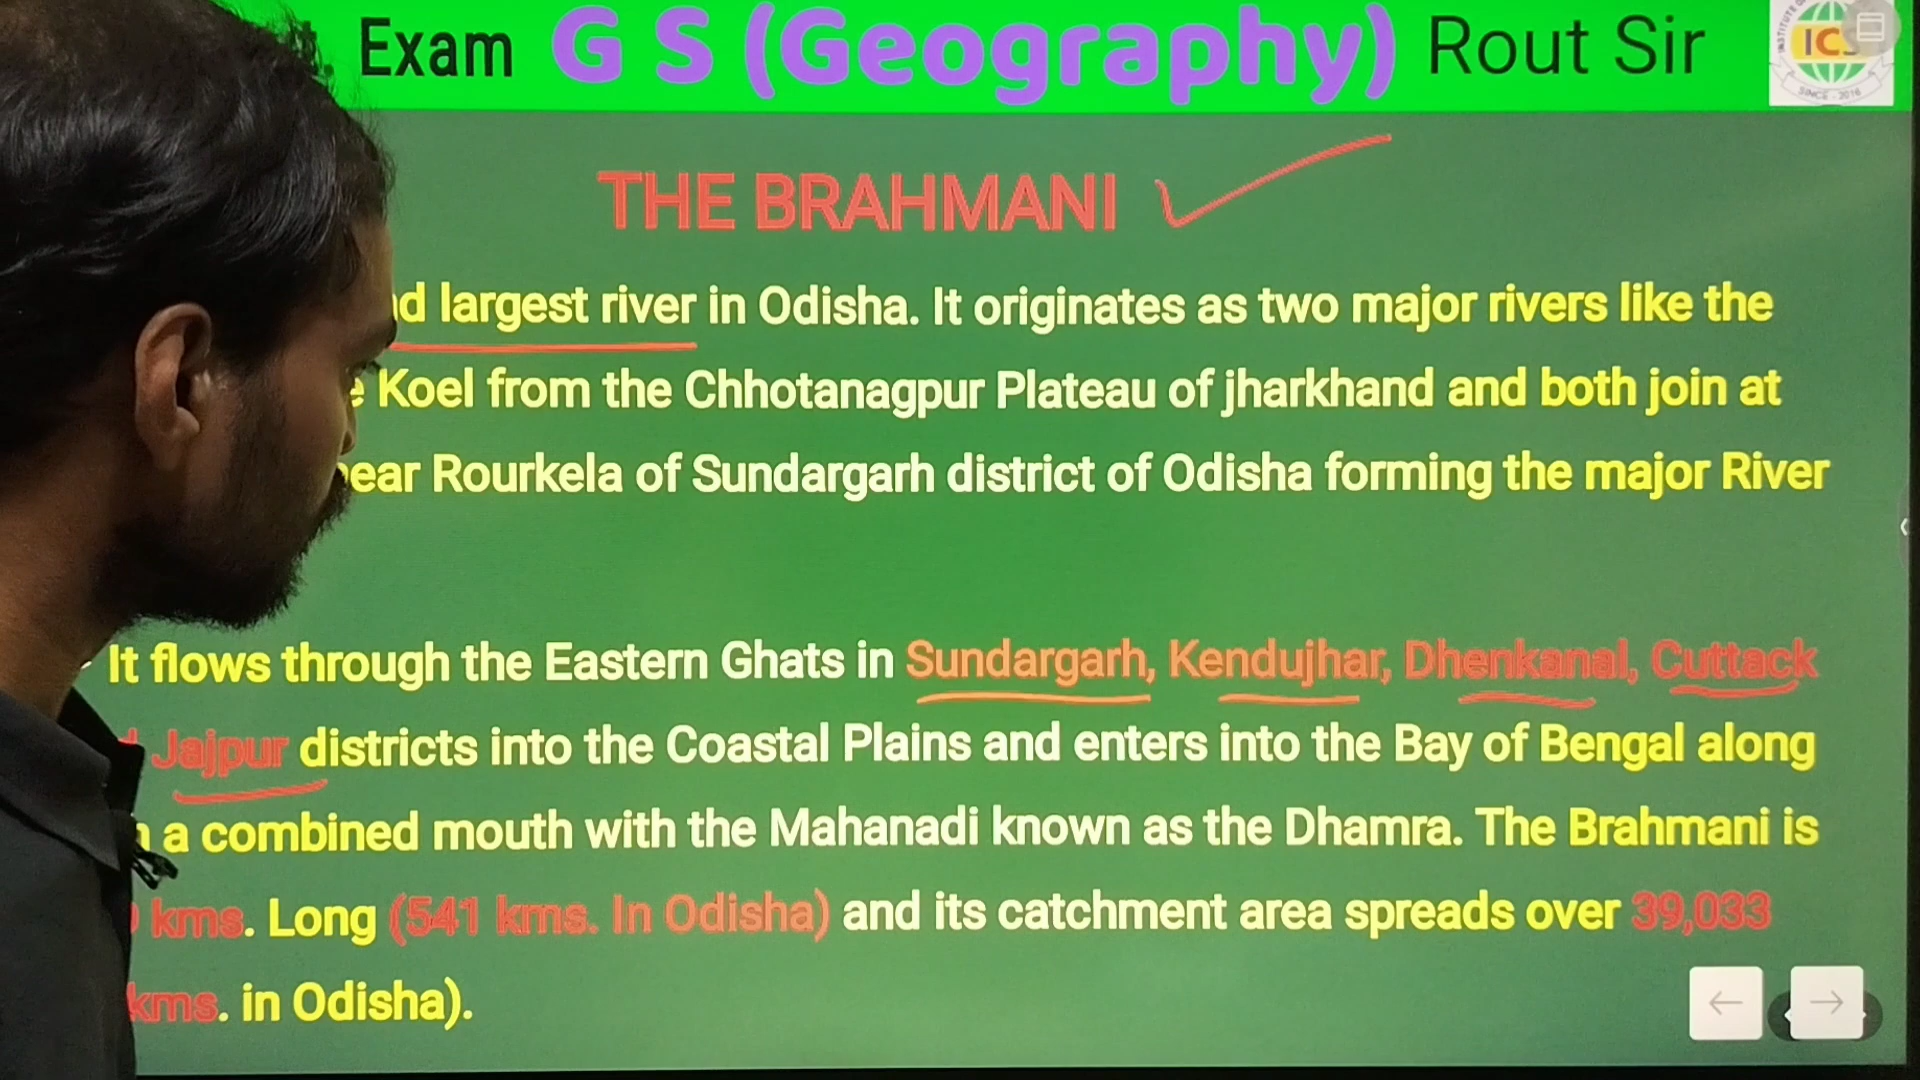 Exam G S (Geography) Rout Sir
ICS
SINCE - 2016
THE BRAHMANI
largest river in Odisha. It originates as two major rivers like the
Koel from the Chhotanagpur Plateau of jharkhand and both join at
Rourkela of Sundargarh district of Odisha forming the major River
It flows through the Eastern Ghats in Sundargarh, Kendujhar, Dhenkanal, Cuttack
Jajpur districts into the Coastal Plains and enters into the Bay of Bengal along
a combined mouth with the Mahanadi known as the Dhamra. The Brahmani is
kms. Long (541 kms. In Odisha) and its catchment area spreads over 39,033
kms. in Odisha).